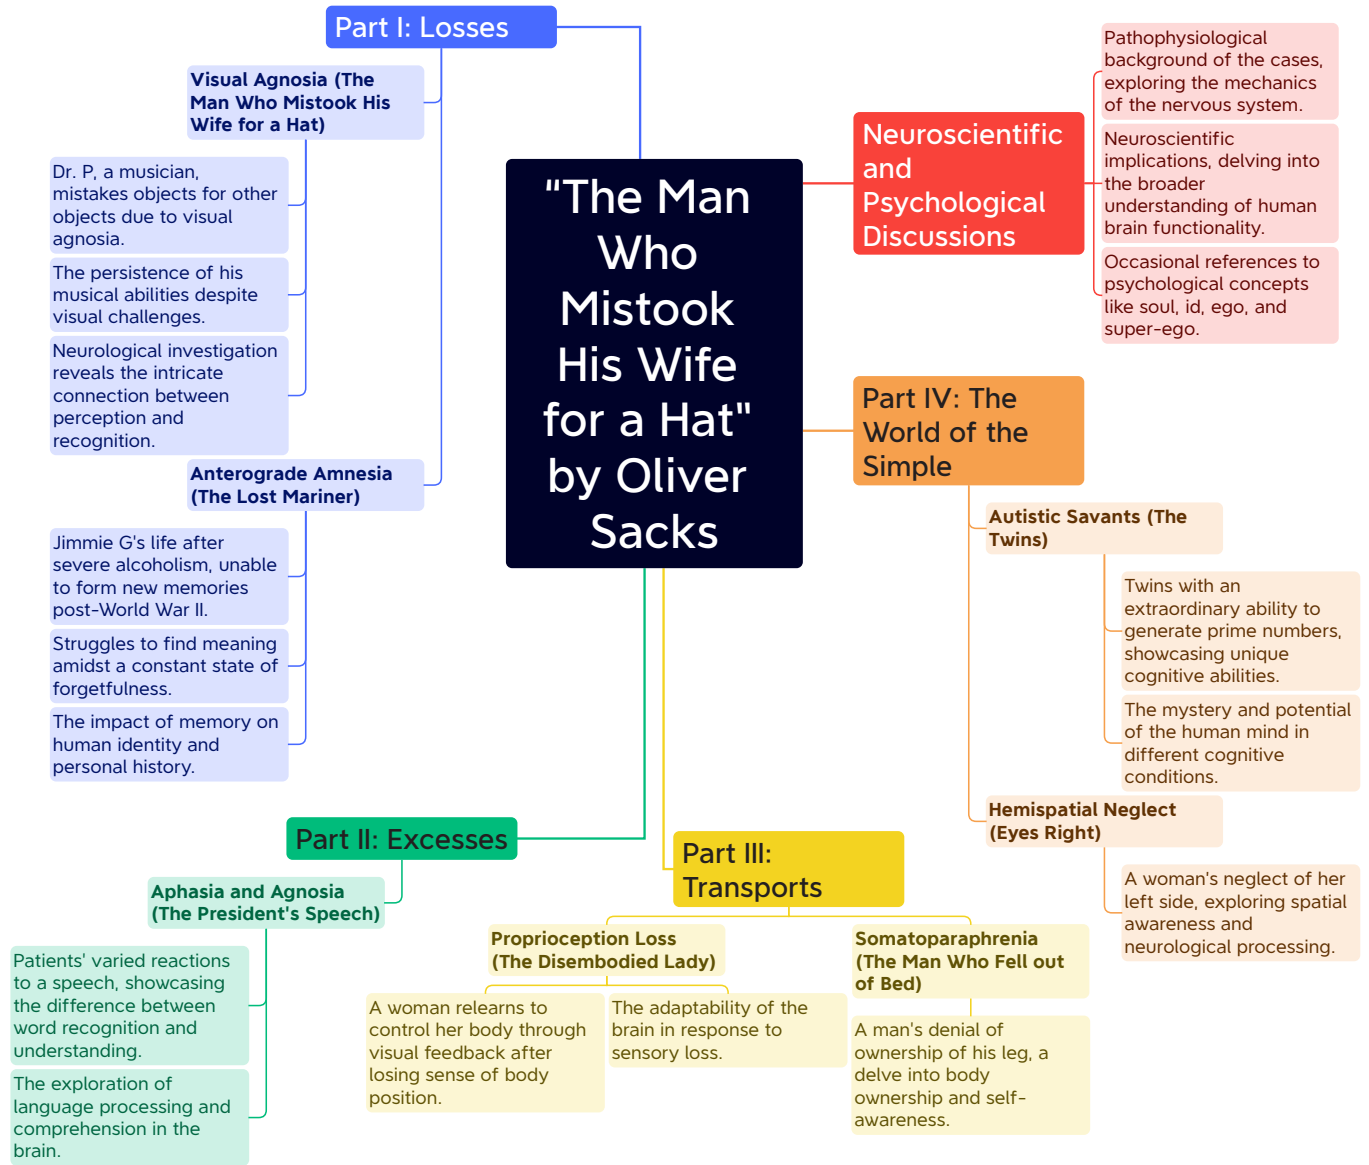 "The Man
Who
Mistook
His Wife
for a Hat"
by Oliver
Sacks
Part I: Losses
Visual Agnosia (The
Man Who Mistook His
Wife for a Hat)
Dr. P, a musician,
mistakes objects for other
objects due to visual
agnosia.
The persistence of his
musical abilities despite
visual challenges.
Neurological investigation
reveals the intricate
connection between
perception and
recognition.
Anterograde Amnesia
(The Lost Mariner)
Jimmie G's life after
severe alcoholism, unable
to form new memories
post-World War II.
Struggles to find meaning
amidst a constant state of
forgetfulness.
The impact of memory on
human identity and
personal history.
Part II: Excesses
Aphasia and Agnosia
(The President's Speech)
Patients' varied reactions
to a speech, showcasing
the difference between
word recognition and
understanding.
The exploration of
language processing and
comprehension in the
brain.
Part III:
Transports
Proprioception Loss
(The Disembodied Lady)
A woman relearns to
control her body through
visual feedback after
losing sense of body
position.
The adaptability of the
brain in response to
sensory loss.
Somatoparaphrenia
(The Man Who Fell out
of Bed)
A man's denial of
ownership of his leg, a
delve into body
ownership and self-
awareness.
Part IV: The
World of the
Simple
Autistic Savants (The
Twins)
Twins with an
extraordinary ability to
generate prime numbers,
showcasing unique
cognitive abilities.
The mystery and potential
of the human mind in
different cognitive
conditions.
Hemispatial Neglect
(Eyes Right)
A woman's neglect of her
left side, exploring spatial
awareness and
neurological processing.
Neuroscientific
and
Psychological
Discussions
Pathophysiological
background of the cases,
exploring the mechanics
of the nervous system.
Neuroscientific
implications, delving into
the broader
understanding of human
brain functionality.
Occasional references to
psychological concepts
like soul, id, ego, and
super-ego.